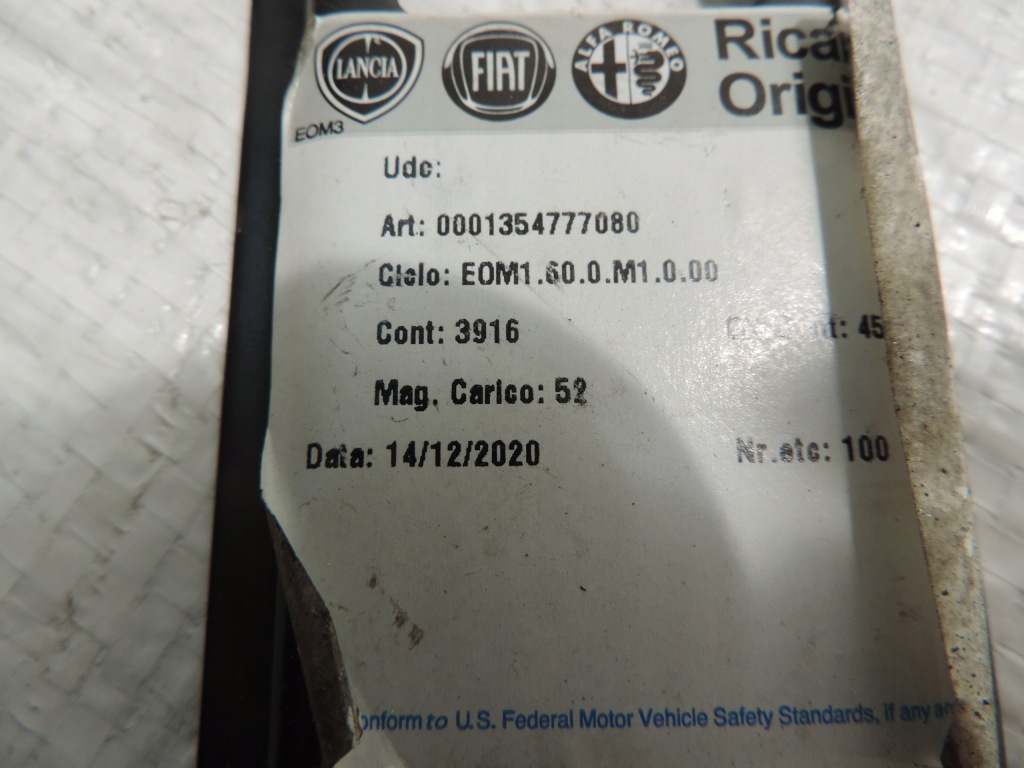 LANCIA FIAT ALFA ROMEO Rica
Origi
EOM3
Udc:
Art: 0001354777080
Ciclo: EOM1.60.0.M1.0.00
Cont: 3916 45
Mag. Carico: 52
Data: 14/12/2020 Nr.etc: 100
onform to U.S. Federal Motor Vehicle Safety Standards, if any